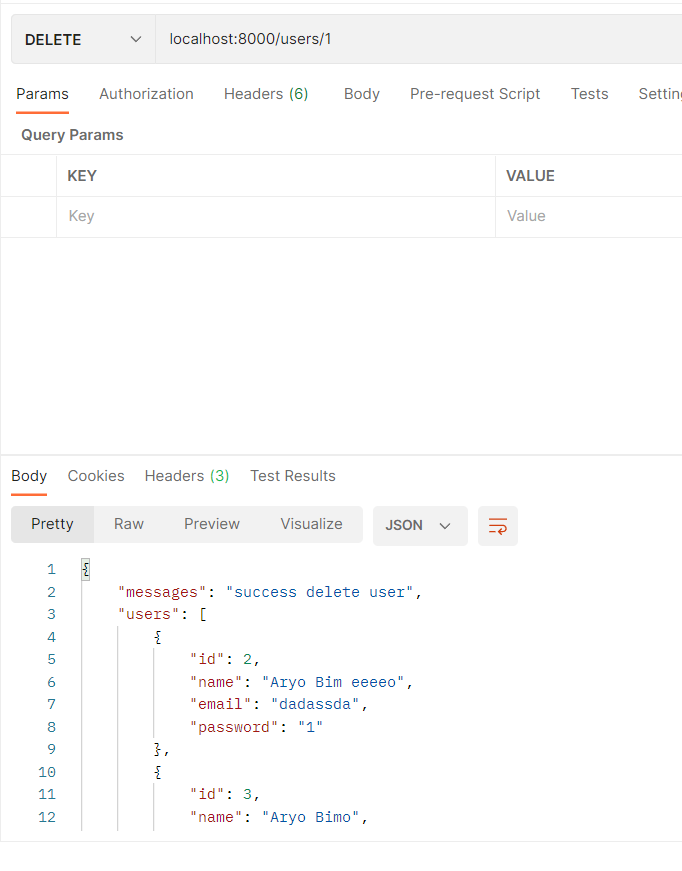 DELETE localhost:8000/users/1
Params Authorization Headers (6) Body Pre-request Script Tests Settin
Query Params
KEY VALUE
Key Value
Body Cookies Headers (3) Test Results
Pretty Raw Preview Visualize JSON
1 {
2 "messages": "success delete user",
3 "users": [
4 {
5 "id": 2,
6 "name": "Aryo Bim eeeeo",
7 "email": "dadassda",
8 "password": "1"
9 },
10 {
11 "id": 3,
12 "name": "Aryo Bimo",